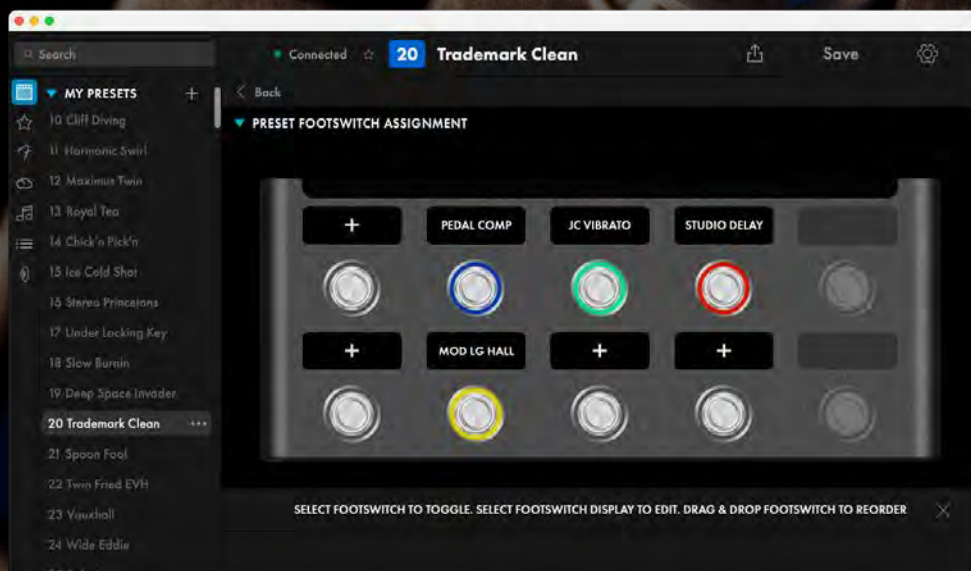 Search
Connected
20 Trademark Clean
Save
MY PRESETS +
Back
10 Cliff Diving
PRESET FOOTSWITCH ASSIGNMENT
11 Harmonic Swirl
12 Maximus Twin
13 Royal Tea
14 Chick'n Pick'n
15 Ice Cold Shot
16 Stereo Princetons
17 Under Locking Key
18 Slow Burnin
19 Deep Space Invader
20 Trademark Clean ...
21 Spoon Fool
22 Twin Fried EVH
23 Vauxhall
24 Wide Eddie
+ PEDAL COMP JC VIBRATO STUDIO DELAY
+ MOD LG HALL + +
SELECT FOOTSWITCH TO TOGGLE. SELECT FOOTSWITCH DISPLAY TO EDIT. DRAG & DROP FOOTSWITCH TO REORDER